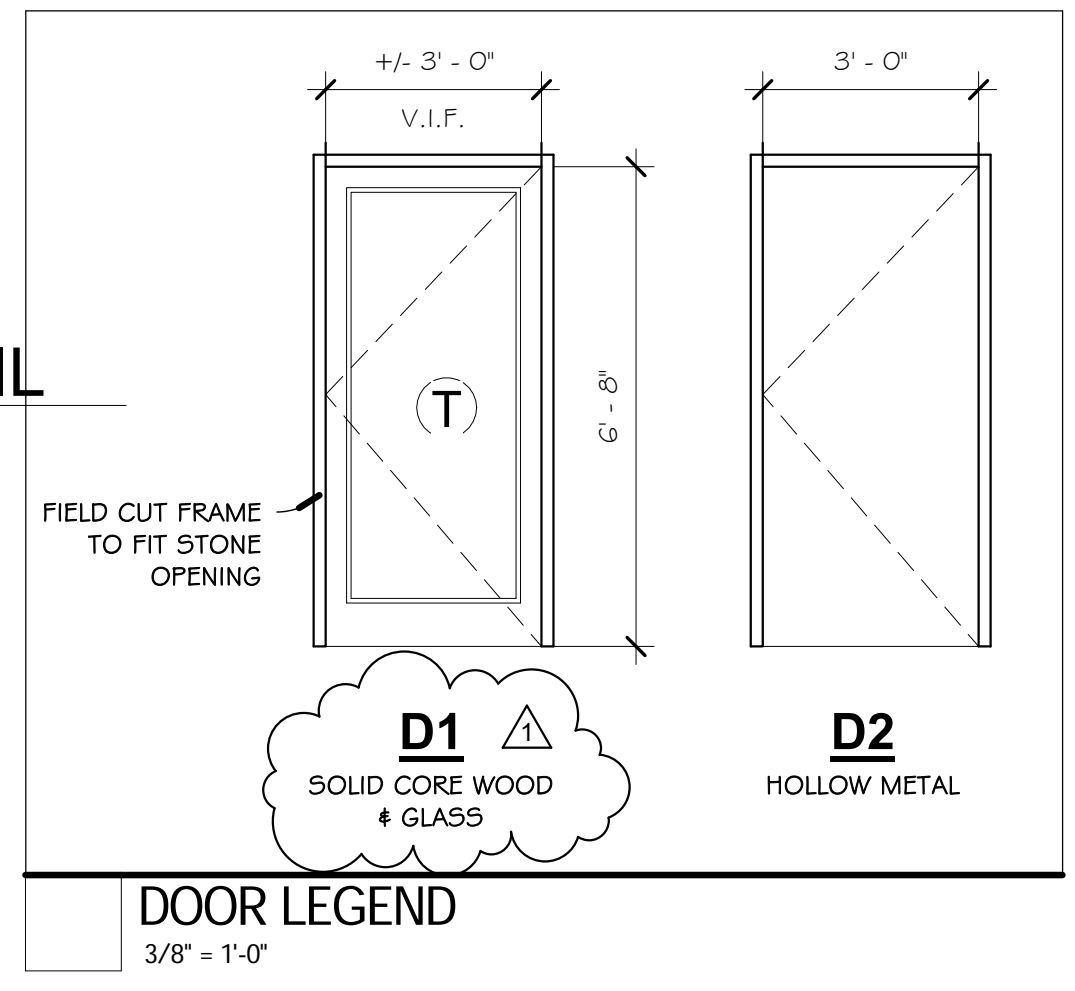 +/- 3' - 0"
V.I.F.
3' - 0"
6' - 8"
T
FIELD CUT FRAME
TO FIT STONE
OPENING
D1
1
SOLID CORE WOOD
& GLASS
D2
HOLLOW METAL
DOOR LEGEND
3/8" = 1'-0"